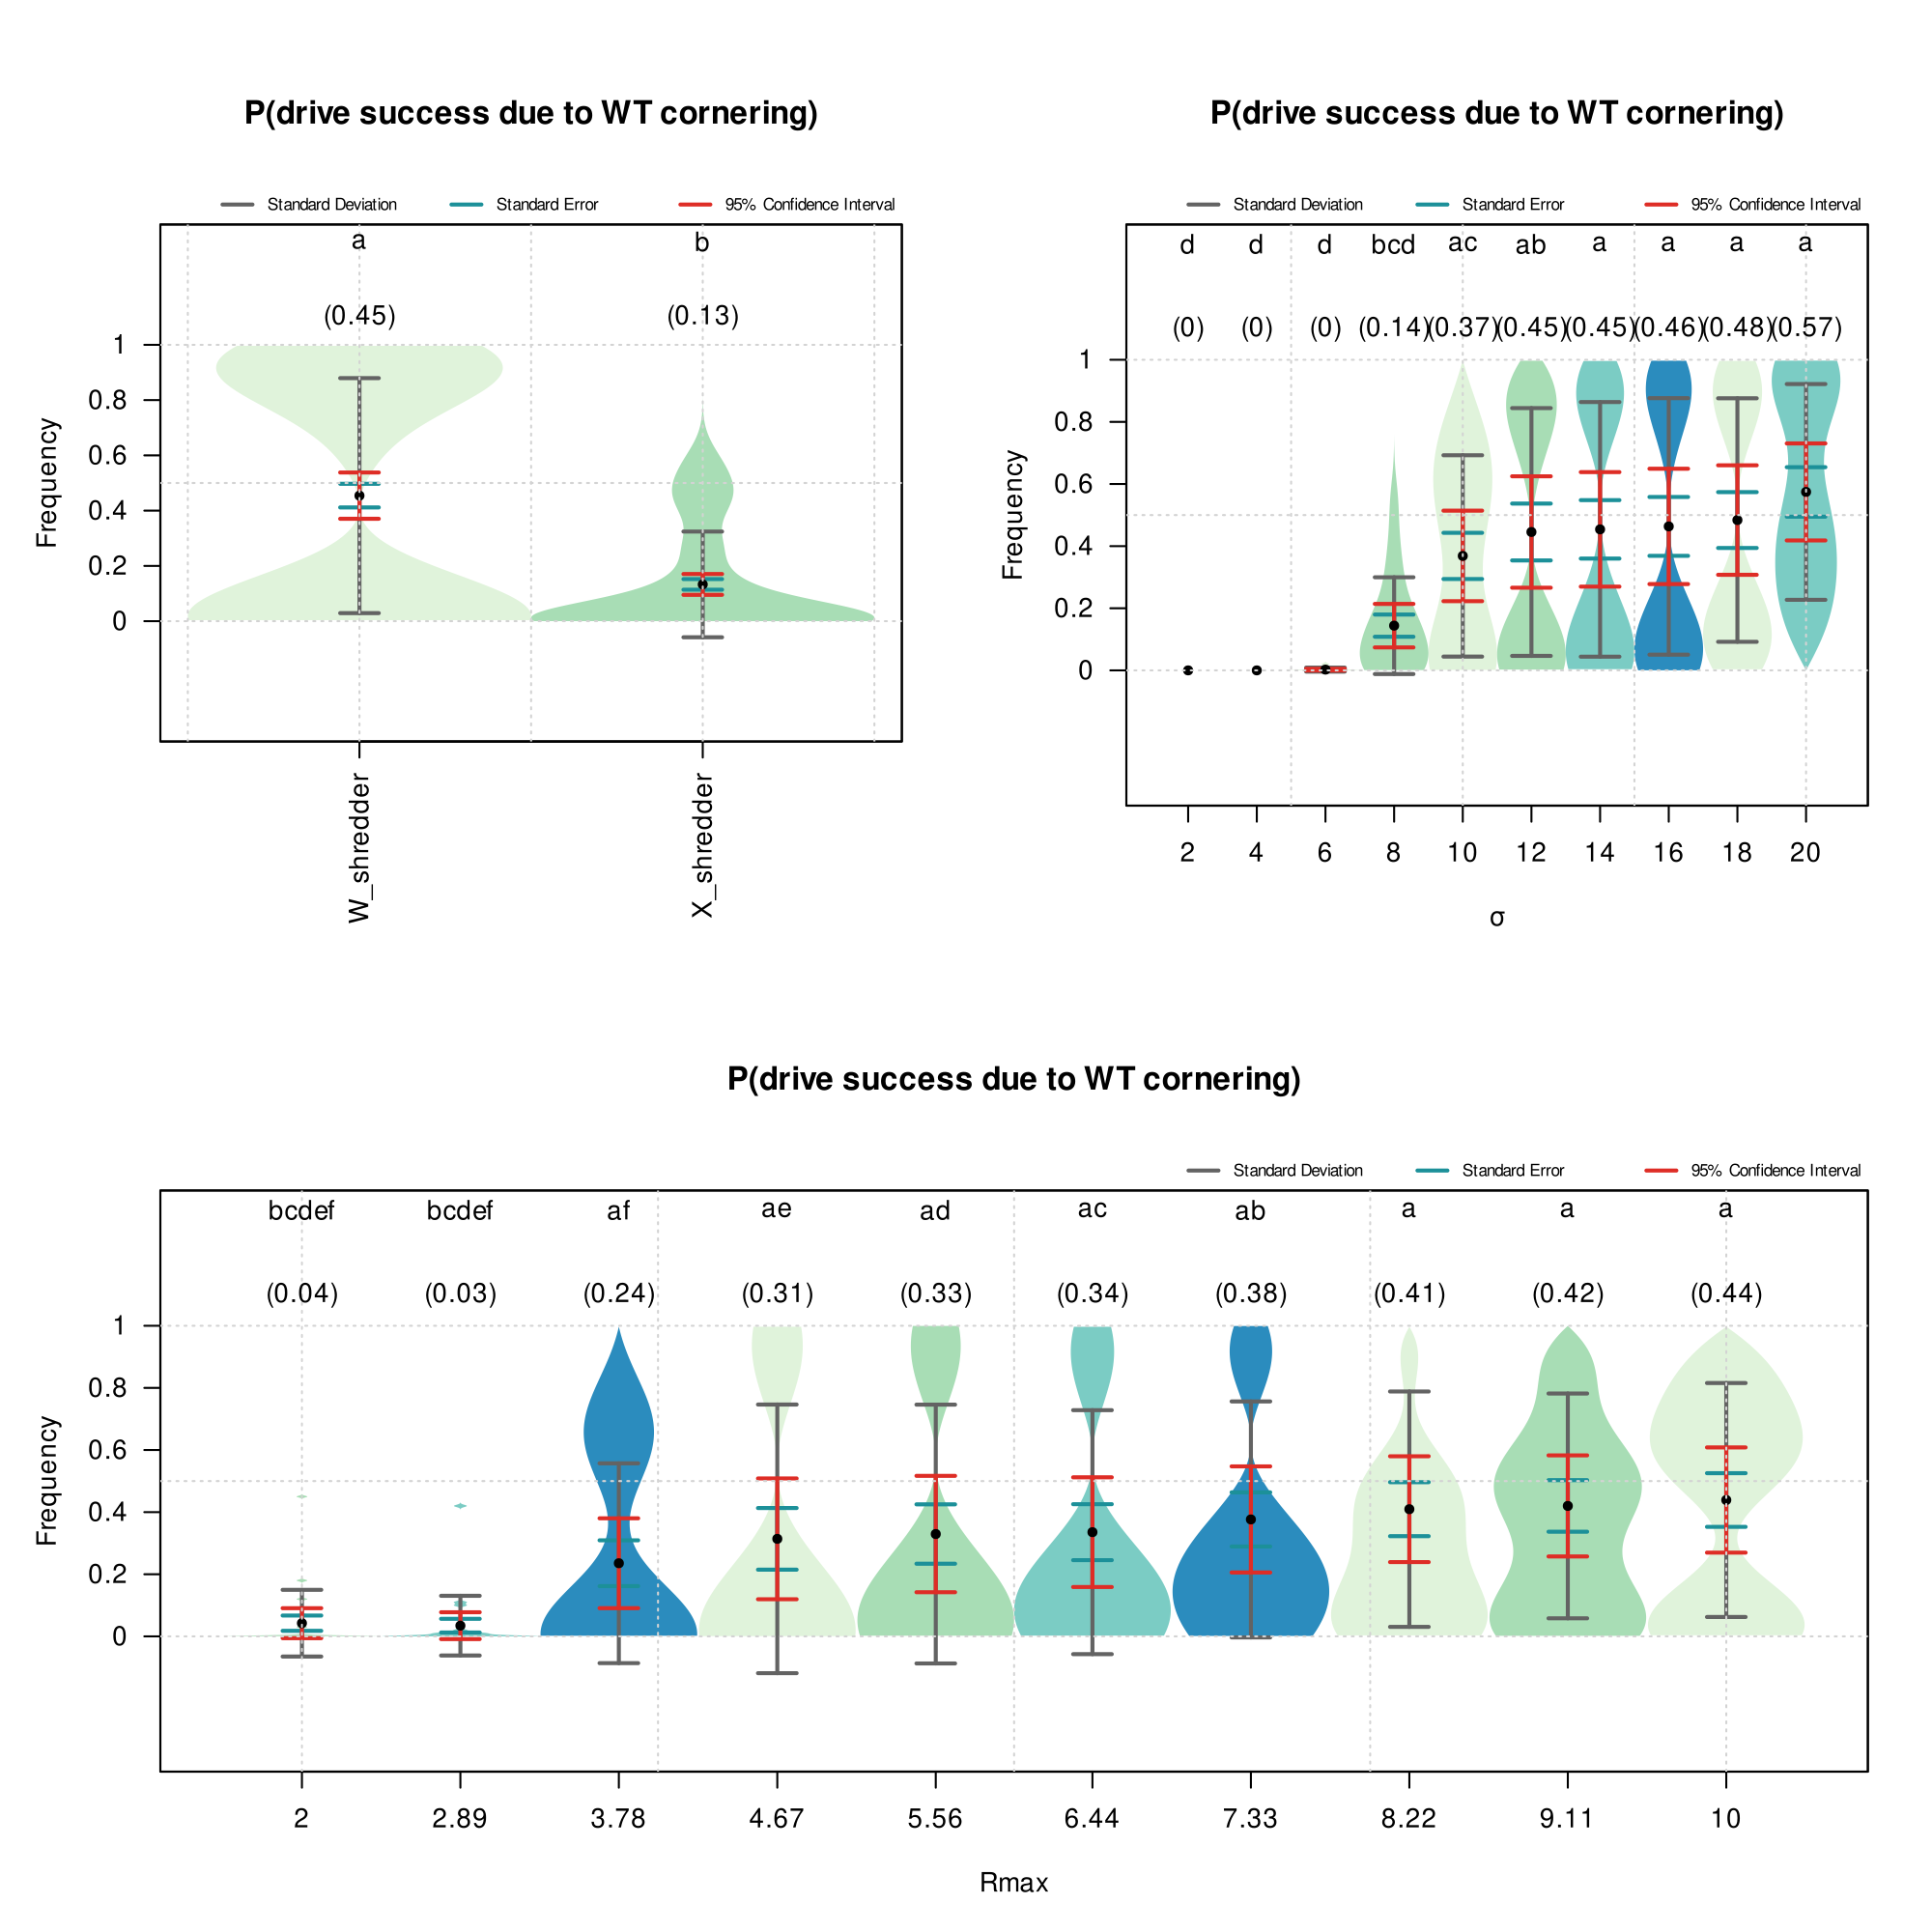 P(drive success due to WT cornering)
Standard Deviation Standard Error 95% Confidence Interval
a b
(0.45) (0.13)
1
0.8
0.6
0.4
0.2
0
Frequency
W_shredder X_shredder
P(drive success due to WT cornering)
Standard Deviation Standard Error 95% Confidence Interval
d d d bcd ac ab a a a a
(0) (0) (0) (0.14) (0.37) (0.45) (0.45) (0.46) (0.48) (0.57)
1
0.8
0.6
0.4
0.2
0
Frequency
2 4 6 8 10 12 14 16 18 20
σ
P(drive success due to WT cornering)
Standard Deviation Standard Error 95% Confidence Interval
bcdef bcdef af ae ad ac ab a a a
(0.04) (0.03) (0.24) (0.31) (0.33) (0.34) (0.38) (0.41) (0.42) (0.44)
1
0.8
0.6
0.4
0.2
0
Frequency
2 2.89 3.78 4.67 5.56 6.44 7.33 8.22 9.11 10
Rmax